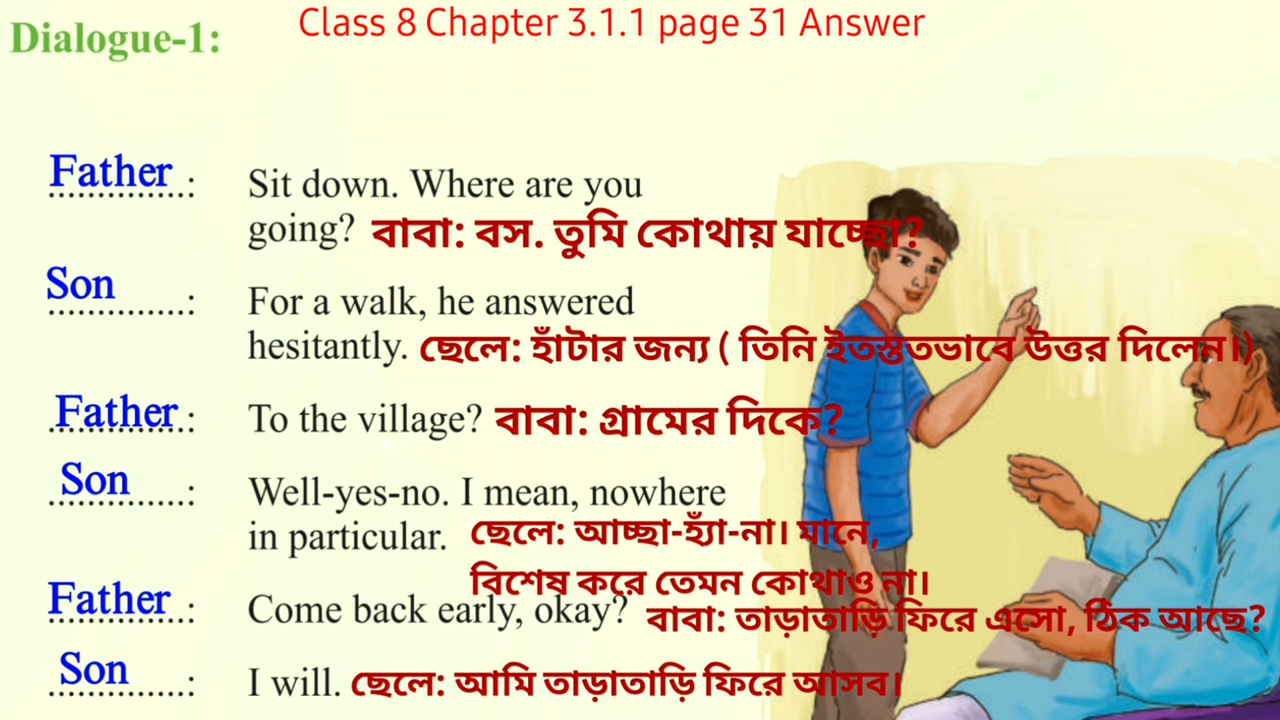 Class 8 Chapter 3.1.1 page 31 Answer
Dialogue-1:
Father ..............: Sit down. Where are you
going? বাবা: বস. তুমি কোথায় যাচ্ছো?
Son ..............: For a walk, he answered
hesitantly. ছেলে: হাঁটার জন্য ( তিনি ইতস্ততভাবে উত্তর দিলেন।)
Father ..............: To the village? বাবা: গ্রামের দিকে?
Son ..............: Well-yes-no. I mean, nowhere
in particular. ছেলে: আচ্ছা-হ্যাঁ-না। মানে,
বিশেষ করে তেমন কোথাও না।
Father ..............: Come back early, okay? বাবা: তাড়াতাড়ি ফিরে এসো, ঠিক আছে?
Son ..............: I will. ছেলে: আমি তাড়াতাড়ি ফিরে আসব।